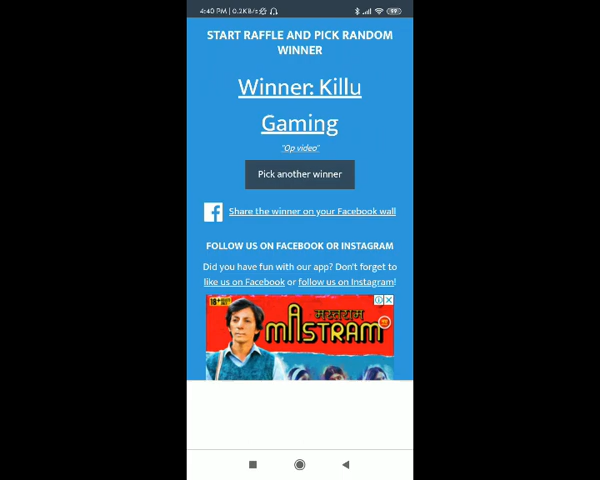 4:40 PM | 0.2KB/s
99
START RAFFLE AND PICK RANDOM
WINNER
Winner: Killu
Gaming
"Op video"
Pick another winner
Share the winner on your Facebook wall
FOLLOW US ON FACEBOOK OR INSTAGRAM
Did you have fun with our app? Don't forget to
like us on Facebook or follow us on Instagram!
18+
मस्तराम
MASTRAM